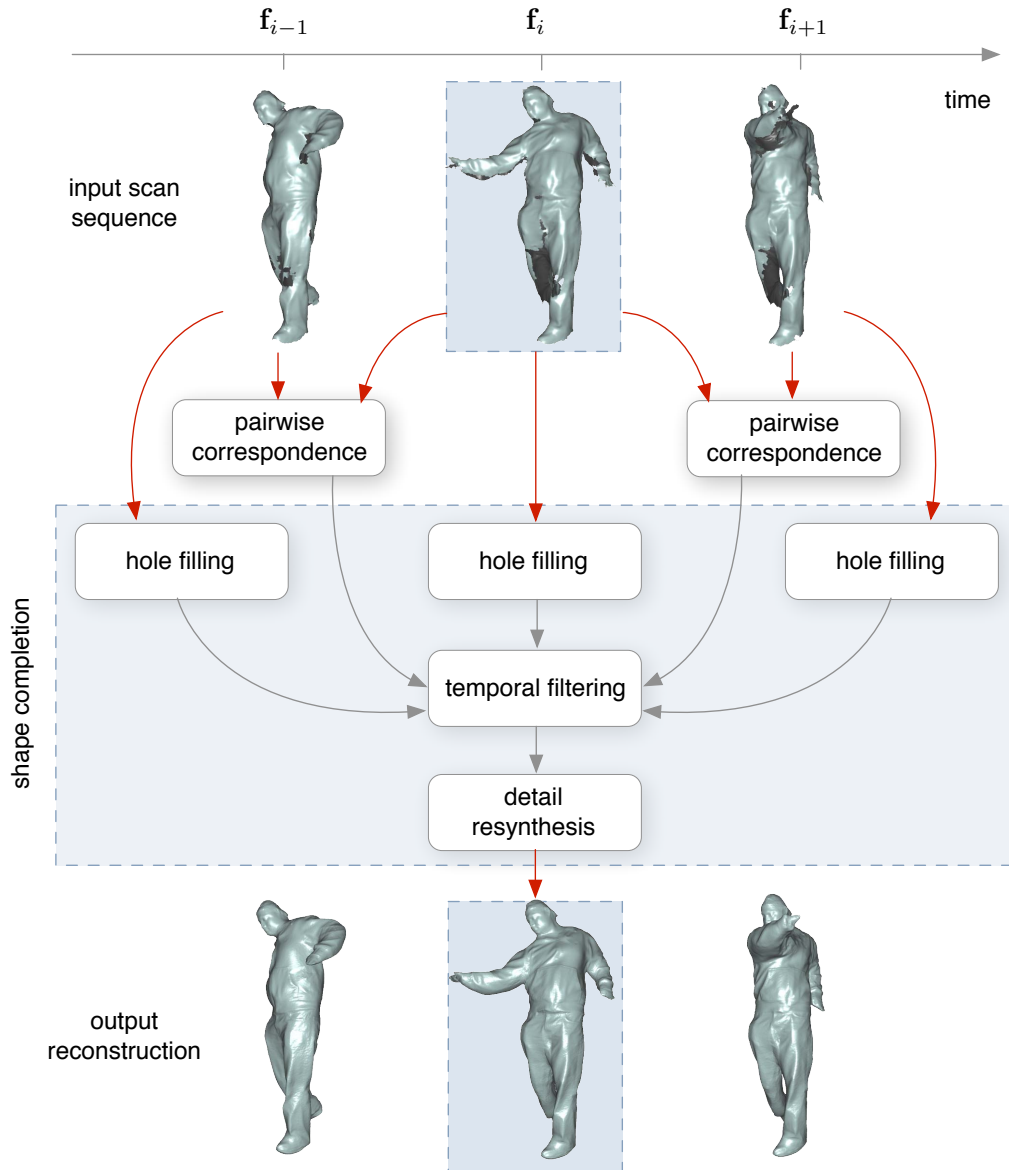 f_{i-1} f_i f_{i+1}
time
input scan
sequence
pairwise
correspondence
pairwise
correspondence
hole filling
hole filling
hole filling
shape completion
temporal filtering
detail
resynthesis
output
reconstruction